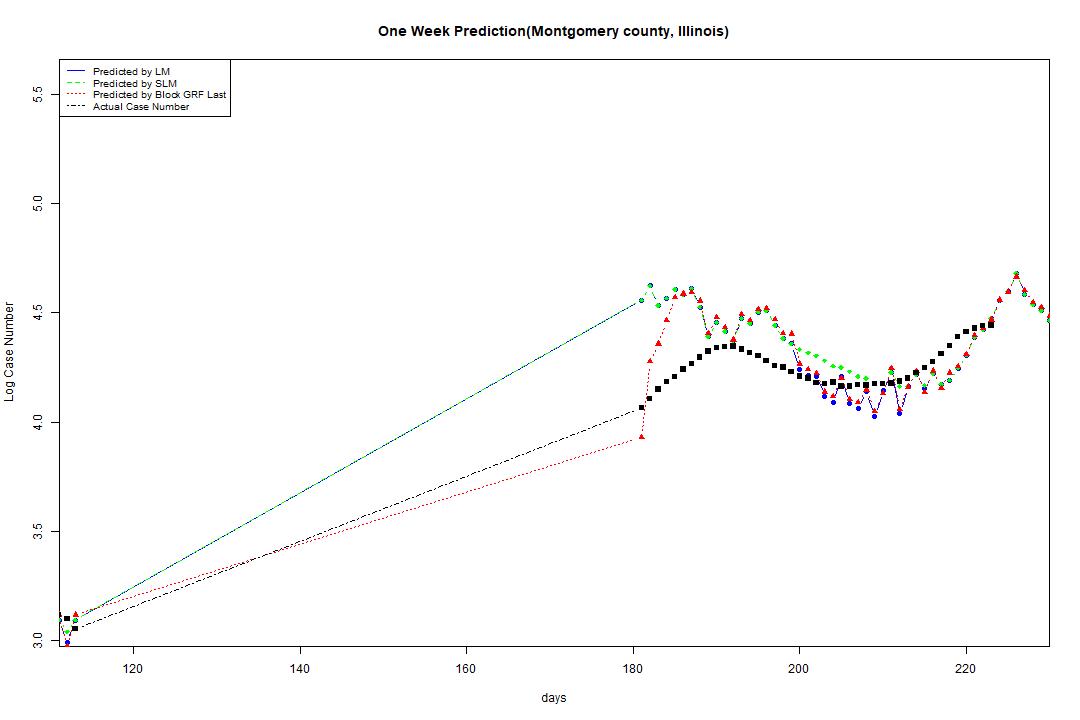 One Week Prediction(Montgomery county, Illinois)
Predicted by LM
Predicted by SLM
Predicted by Block GRF Last
Actual Case Number
Log Case Number
5.5
5.0
4.5
4.0
3.5
3.0
120 140 160 180 200 220
days